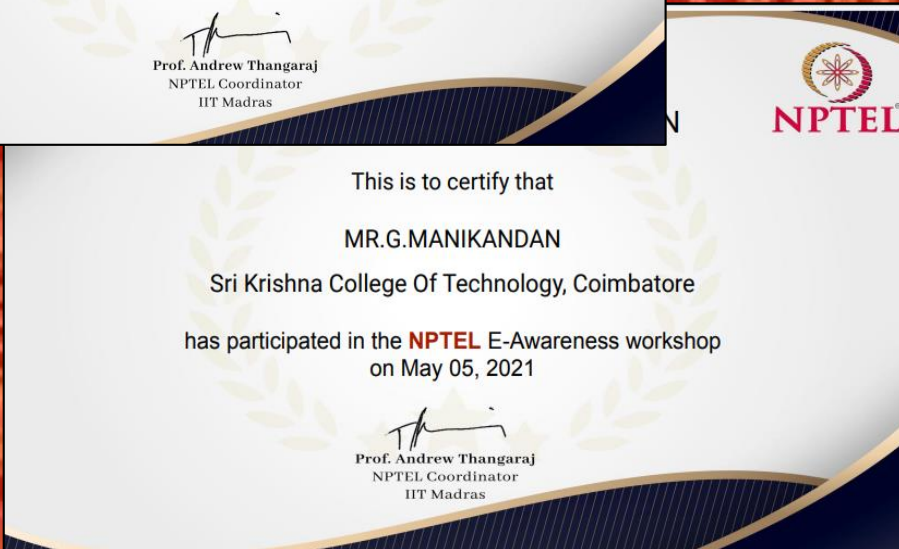 Prof. Andrew Thangaraj
NPTEL Coordinator
IIT Madras
N
NPTEL
This is to certify that
MR.G.MANIKANDAN
Sri Krishna College Of Technology, Coimbatore
has participated in the NPTEL E-Awareness workshop
on May 05, 2021
Prof. Andrew Thangaraj
NPTEL Coordinator
IIT Madras